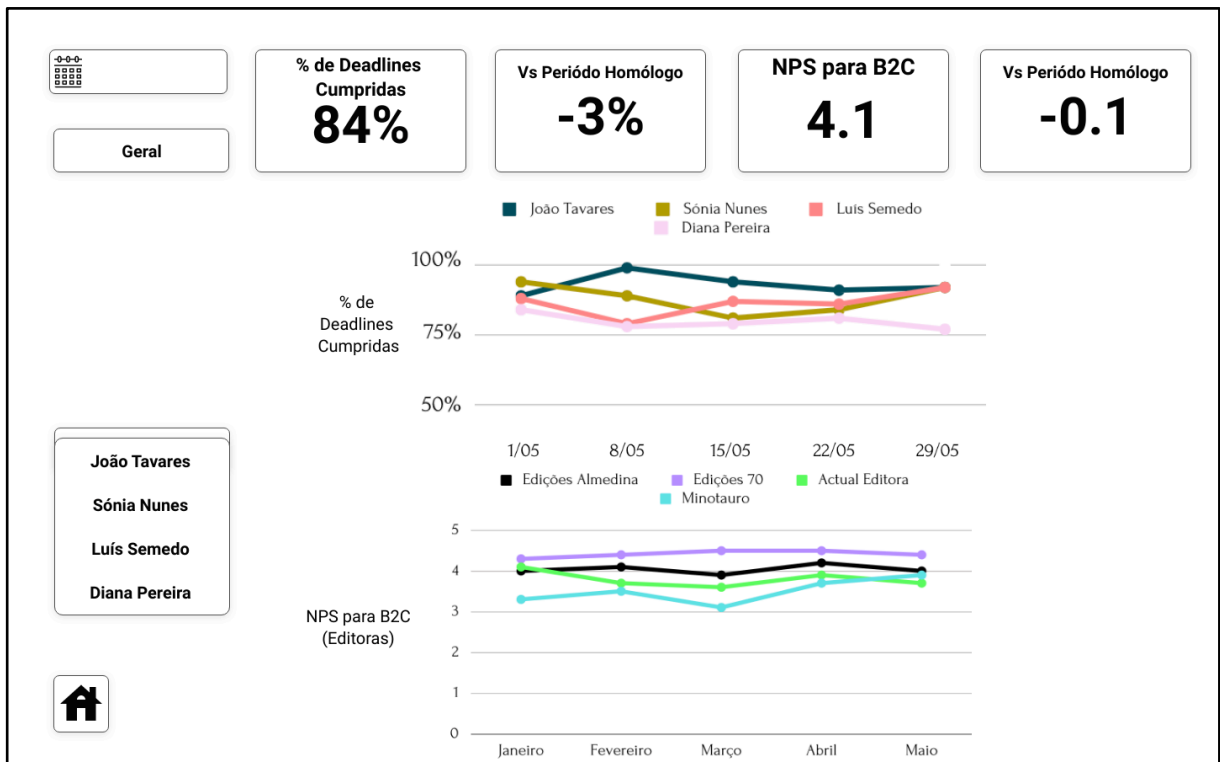 % de Deadlines
Cumpridas
84%
Vs Periódo Homólogo
-3%
NPS para B2C
4.1
Vs Periódo Homólogo
-0.1
Geral
João Tavares
Sónia Nunes
Luís Semedo
Diana Pereira
100%
75%
50%
% de
Deadlines
Cumpridas
1/05
8/05
15/05
22/05
29/05
João Tavares
Sónia Nunes
Luís Semedo
Diana Pereira
Edições Almedina
Edições 70
Actual Editora
Minotauro
NPS para B2C
(Editoras)
5
4
3
2
1
0
Janeiro
Fevereiro
Março
Abril
Maio